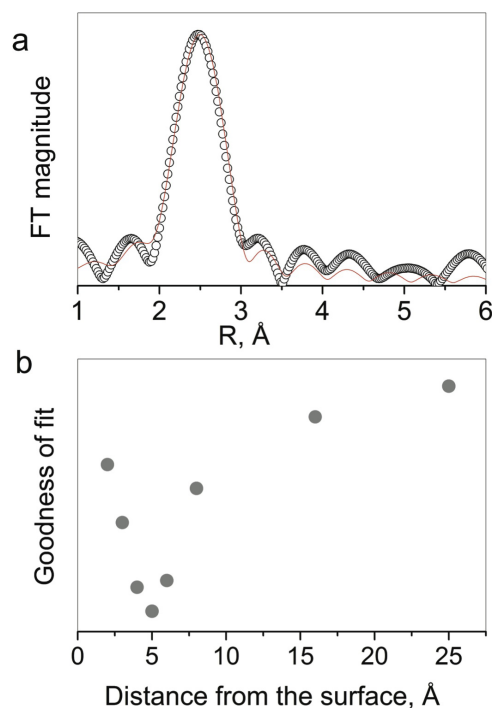 a
FT magnitude
1 2 3 4 5 6
R, Å
b
Goodness of fit
0 5 10 15 20 25
Distance from the surface, Å